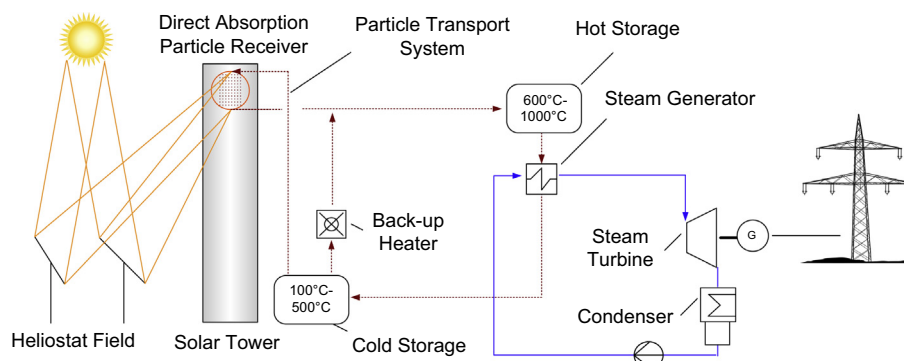 Direct Absorption
Particle Receiver
Particle Transport
System
Hot Storage
600°C-
1000°C
Steam Generator
Back-up
Heater
Steam
Turbine
G
100°C-
500°C
Condenser
Heliostat Field
Solar Tower
Cold Storage